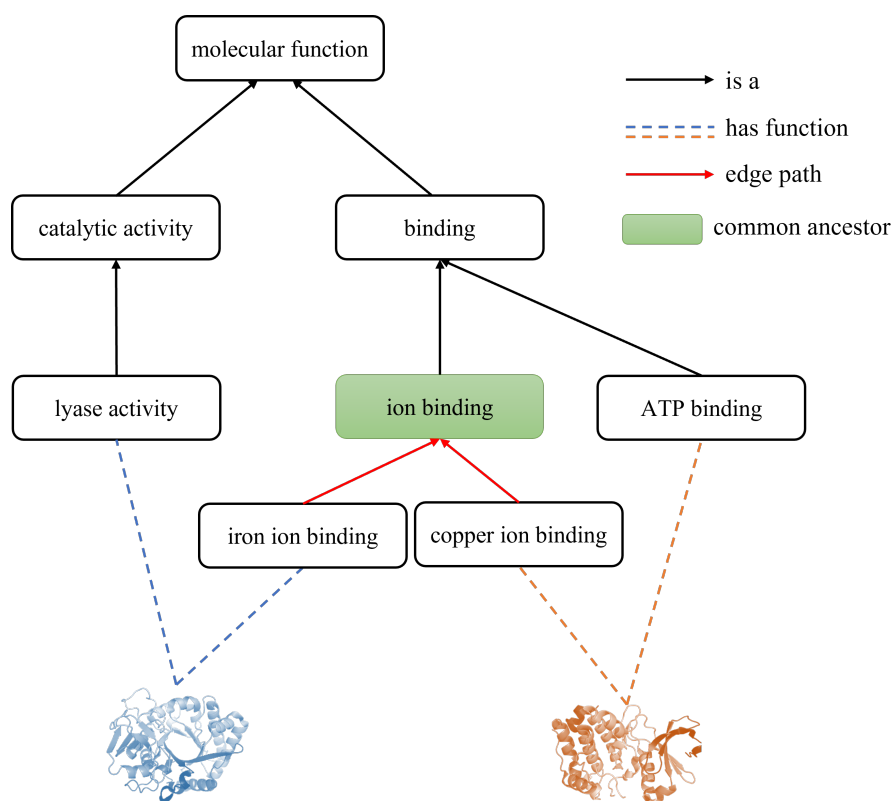 molecular function
is a
has function
edge path
common ancestor
catalytic activity
binding
lyase activity
ion binding
ATP binding
iron ion binding
copper ion binding